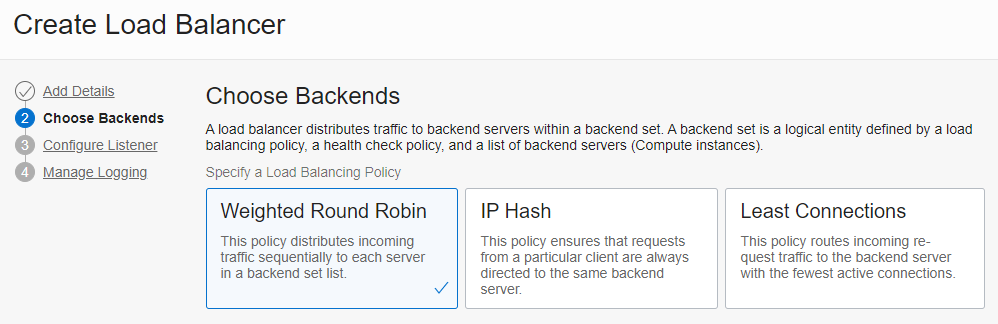 Create Load Balancer
Add Details
2 Choose Backends
3 Configure Listener
4 Manage Logging
Choose Backends
A load balancer distributes traffic to backend servers within a backend set. A backend set is a logical entity defined by a load
balancing policy, a health check policy, and a list of backend servers (Compute instances).
Specify a Load Balancing Policy
Weighted Round Robin
This policy distributes incoming
traffic sequentially to each server
in a backend set list.
IP Hash
This policy ensures that requests
from a particular client are always
directed to the same backend
server.
Least Connections
This policy routes incoming re-
quest traffic to the backend server
with the fewest active connections.